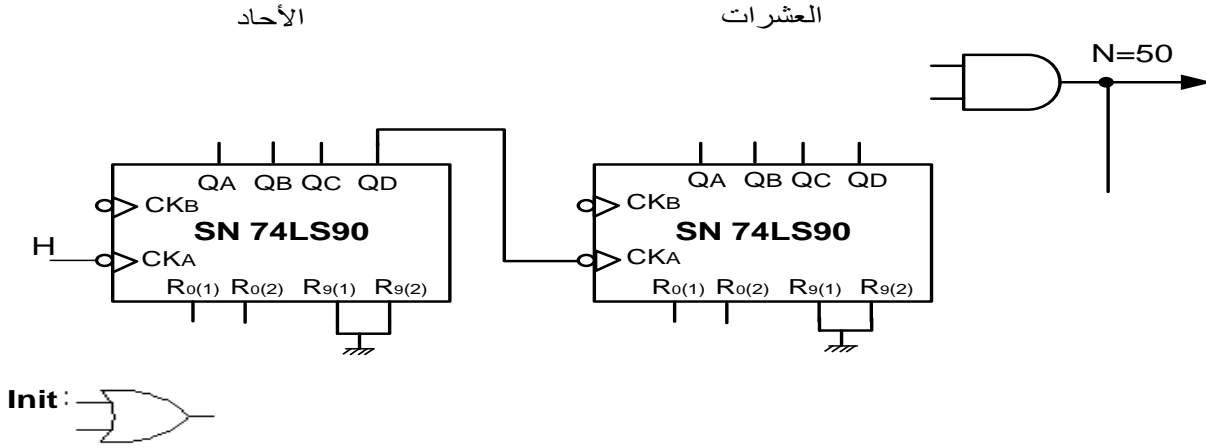 الأحاد
العشرات
N=50
QA QB QC QD
CKB
SN 74LS90
H
CKA
R0(1) R0(2) R9(1) R9(2)
QA QB QC QD
CKB
SN 74LS90
CKA
R0(1) R0(2) R9(1) R9(2)
Init :